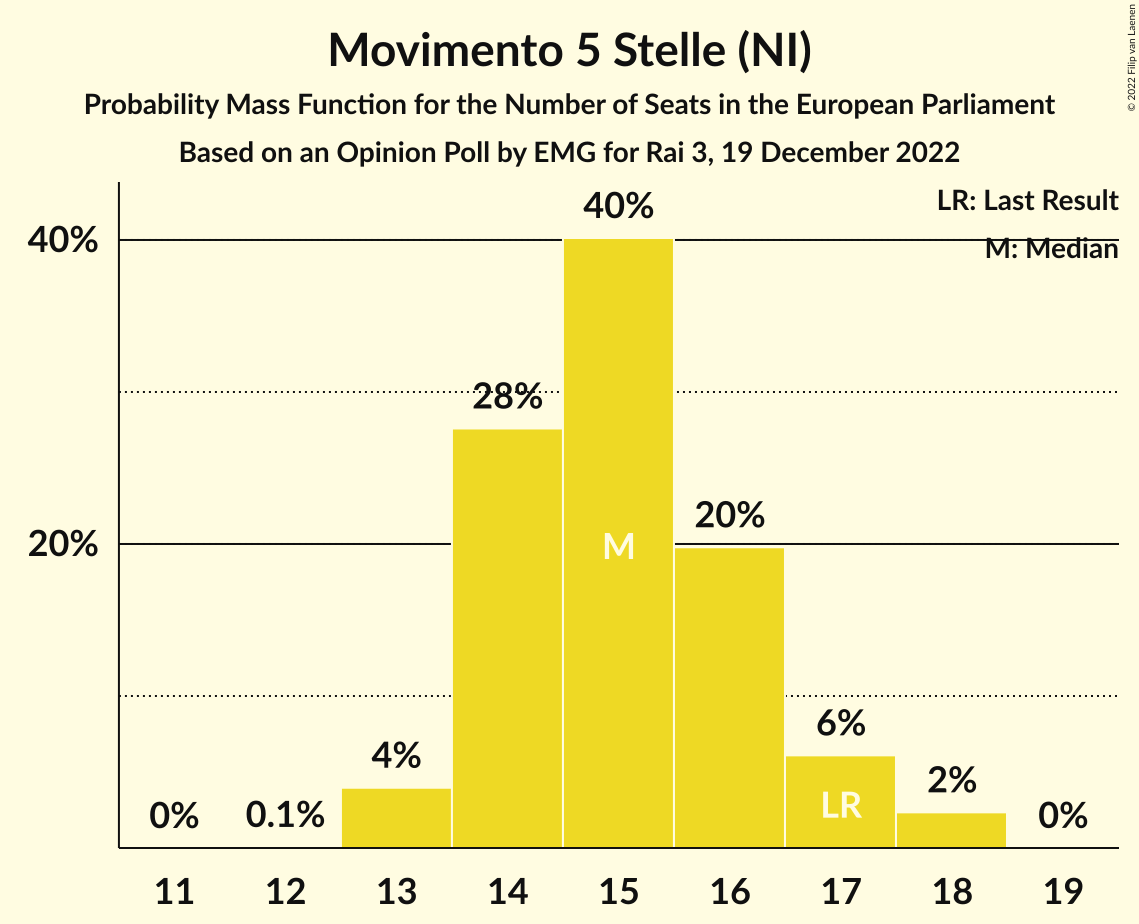 Movimento 5 Stelle (NI)
Probability Mass Function for the Number of Seats in the European Parliament
Based on an Opinion Poll by EMG for Rai 3, 19 December 2022
© 2022 Filip van Laenen
LR: Last Result
M: Median
40%
20%
0%
0.1%
4%
28%
40%
20%
6%
2%
0%
M
LR
11 12 13 14 15 16 17 18 19